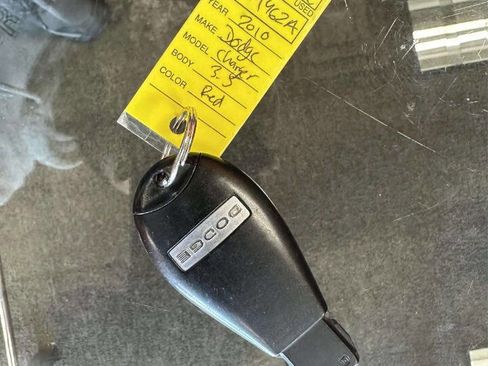 1462A
USED
YEAR 2010
MAKE Dodge
MODEL Charger
BODY 3.5
COLOR Red
DODGE